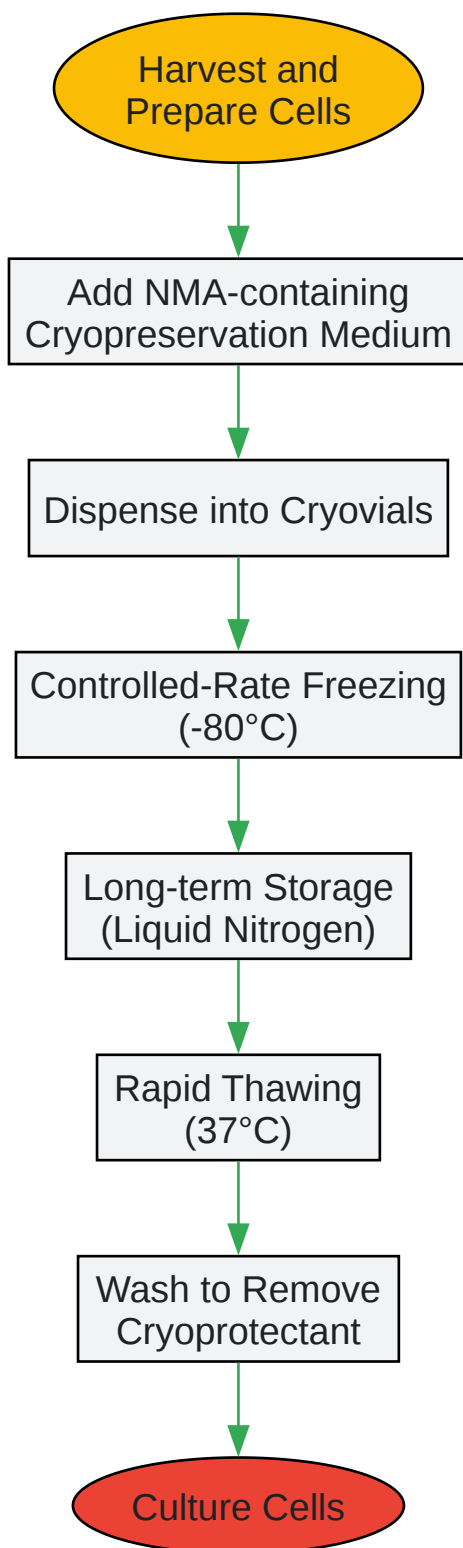 Harvest and
Prepare Cells
Add NMA-containing
Cryopreservation Medium
Dispense into Cryovials
Controlled-Rate Freezing
(-80°C)
Long-term Storage
(Liquid Nitrogen)
Rapid Thawing
(37°C)
Wash to Remove
Cryoprotectant
Culture Cells